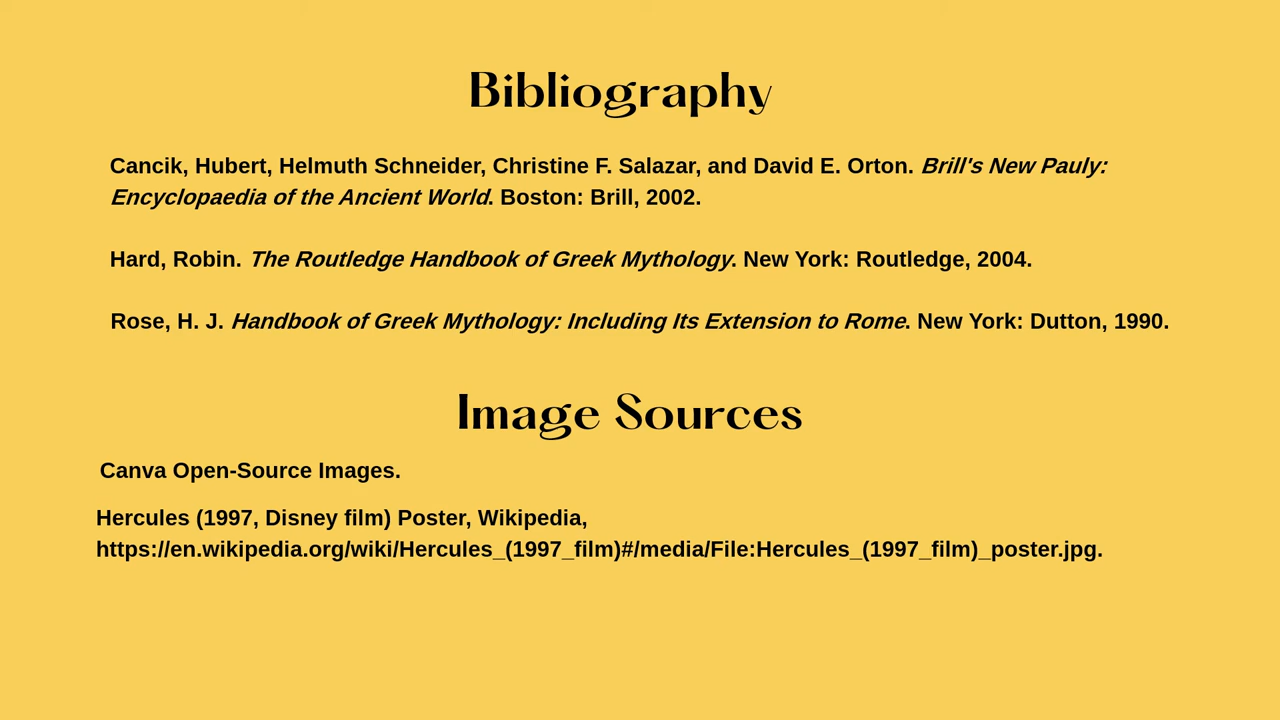 Bibliography
Cancik, Hubert, Helmuth Schneider, Christine F. Salazar, and David E. Orton. Brill's New Pauly:
Encyclopaedia of the Ancient World. Boston: Brill, 2002.
Hard, Robin. The Routledge Handbook of Greek Mythology. New York: Routledge, 2004.
Rose, H. J. Handbook of Greek Mythology: Including Its Extension to Rome. New York: Dutton, 1990.
Image Sources
Canva Open-Source Images.
Hercules (1997, Disney film) Poster, Wikipedia,
https://en.wikipedia.org/wiki/Hercules_(1997_film)#/media/File:Hercules_(1997_film)_poster.jpg.